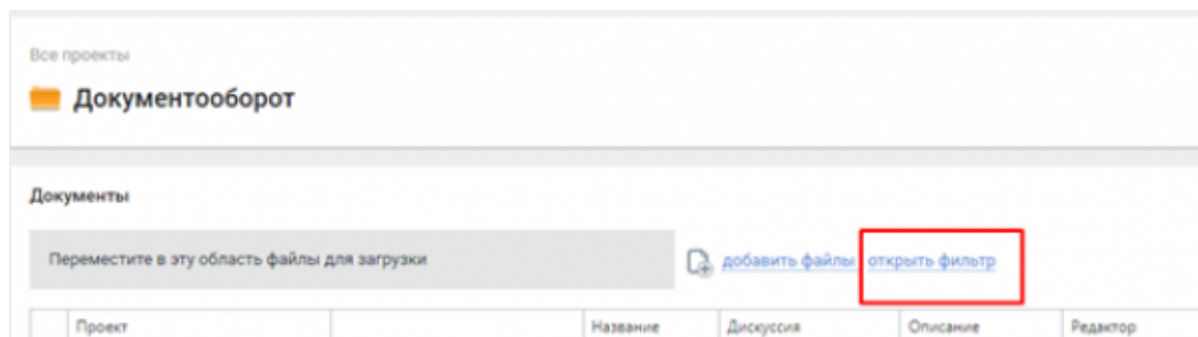 Все проекты
Документооборот
Документы
Переместите в эту область файлы для загрузки добавить файлы открыть фильтр
Проект Название Дискуссия Описание Редактор